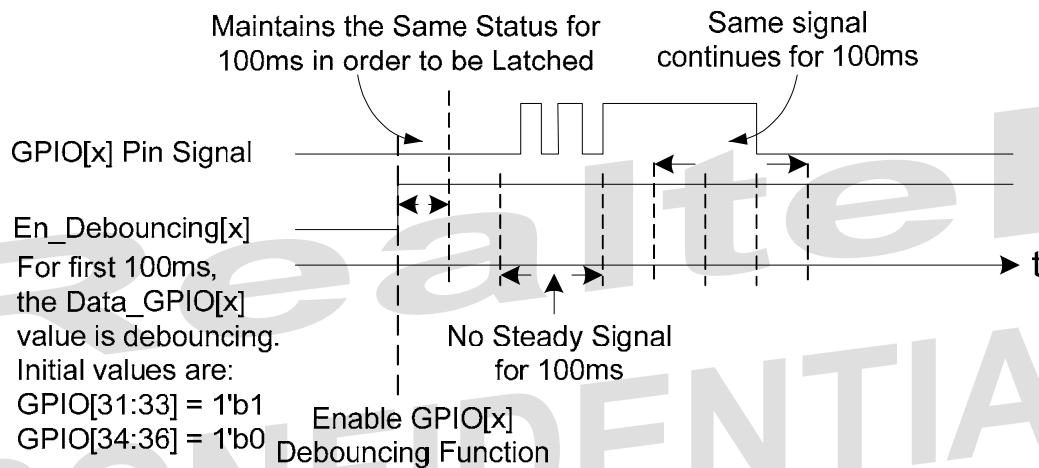 Maintains the Same Status for
100ms in order to be Latched
Same signal
continues for 100ms
GPIO[x] Pin Signal
En_Debouncing[x]
For first 100ms,
the Data_GPIO[x]
value is debouncing.
Initial values are:
GPIO[31:33] = 1'b1
GPIO[34:36] = 1'b0
t
No Steady Signal
for 100ms
Enable GPIO[x]
Debouncing Function
Realtek
CONFIDENTIA